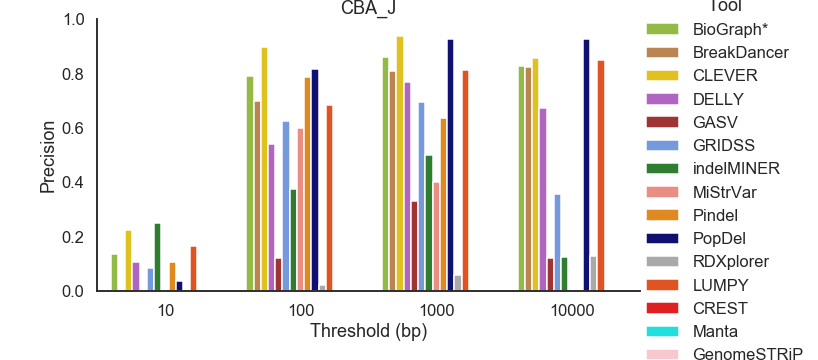 CBA_J
Tool
1.0
0.8
0.6
0.4
0.2
0.0
Precision
10
100
1000
10000
Threshold (bp)
BioGraph*
BreakDancer
CLEVER
DELLY
GASV
GRIDSS
indelMINER
MiStrVar
Pindel
PopDel
RDXplorer
LUMPY
CREST
Manta
GenomeSTRiP